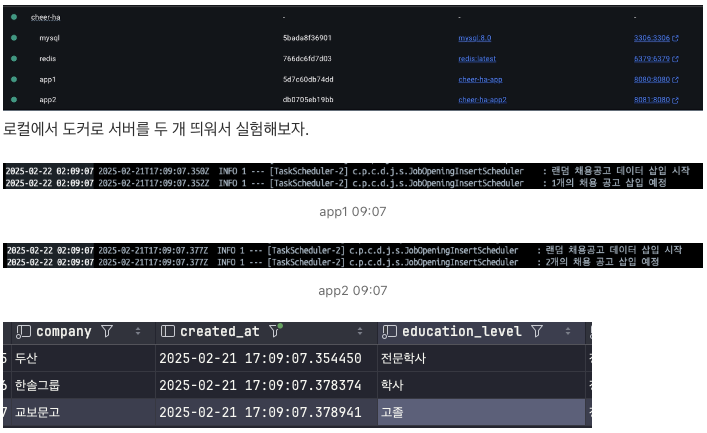 cheer-ha - - -
mysql 5bada8f36901 mysql:8.0 3306:3306
redis 766dc6fd7d03 redis:latest 6379:6379
app1 5d7c60db74dd cheer-ha-app 8080:8080
app2 db0705eb19bb cheer-ha-app2 8081:8080
로컬에서 도커로 서버를 두 개 띄워서 실험해보자.
2025-02-22 02:09:07 2025-02-21T17:09:07.350Z INFO 1 --- [TaskScheduler-2] c.p.c.d.j.s.JobOpeningInsertScheduler : 랜덤 채용공고 데이터 삽입 시작
2025-02-22 02:09:07 2025-02-21T17:09:07.352Z INFO 1 --- [TaskScheduler-2] c.p.c.d.j.s.JobOpeningInsertScheduler : 1개의 채용 공고 삽입 예정
app1 09:07
2025-02-22 02:09:07 2025-02-21T17:09:07.377Z INFO 1 --- [TaskScheduler-2] c.p.c.d.j.s.JobOpeningInsertScheduler : 랜덤 채용공고 데이터 삽입 시작
2025-02-22 02:09:07 2025-02-21T17:09:07.377Z INFO 1 --- [TaskScheduler-2] c.p.c.d.j.s.JobOpeningInsertScheduler : 2개의 채용 공고 삽입 예정
app2 09:07
company created_at education_level
5 두산 2025-02-21 17:09:07.354450 전문학사
6 한솔그룹 2025-02-21 17:09:07.378374 학사
7 교보문고 2025-02-21 17:09:07.378941 고졸